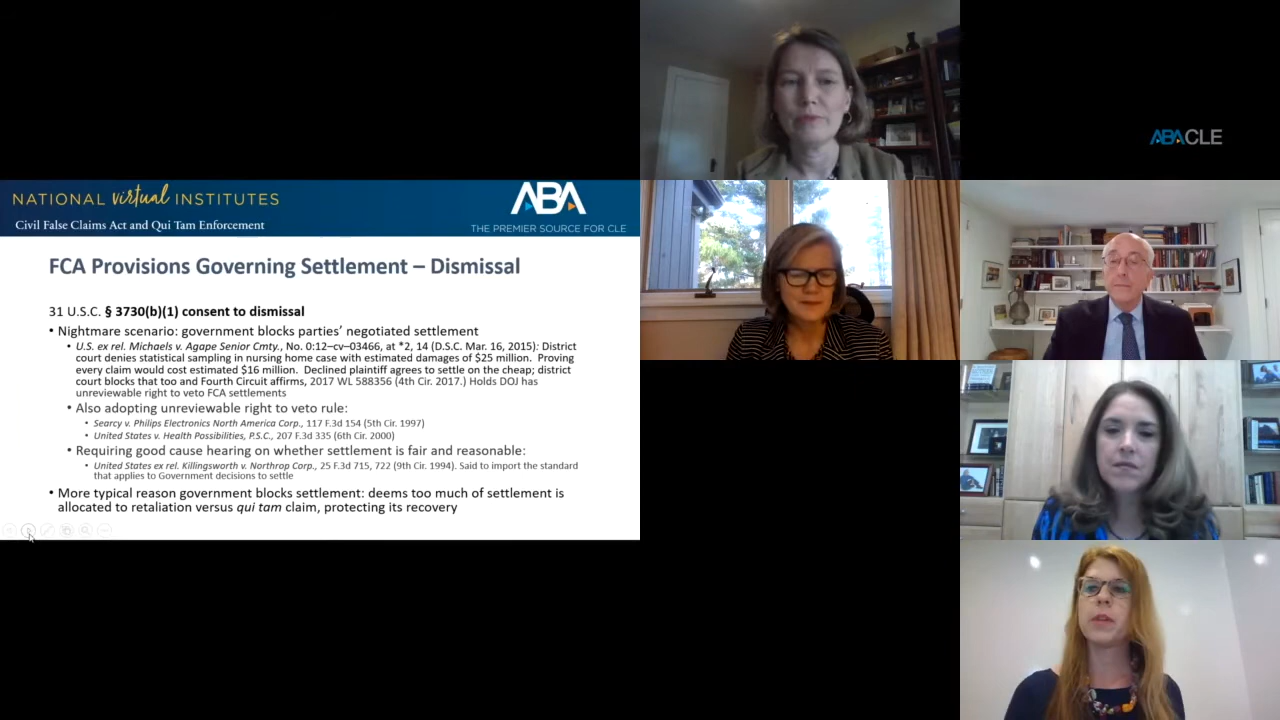 ABACLE
NATIONAL virtual INSTITUTES
Civil False Claims Act and Qui Tam Enforcement
ABA
THE PREMIER SOURCE FOR CLE
FCA Provisions Governing Settlement – Dismissal
31 U.S.C. § 3730(b)(1) consent to dismissal
• Nightmare scenario: government blocks parties’ negotiated settlement
• U.S. ex rel. Michaels v. Agape Senior Cmty., No. 0:12–cv–03466, at *2, 14 (D.S.C. Mar. 16, 2015): District
court denies statistical sampling in nursing home case with estimated damages of $25 million. Proving
every claim would cost estimated $16 million. Declined plaintiff agrees to settle on the cheap; district
court blocks that too and Fourth Circuit affirms, 2017 WL 588356 (4th Cir. 2017.) Holds DOJ has
unreviewable right to veto FCA settlements
• Also adopting unreviewable right to veto rule:
• Searcy v. Philips Electronics North America Corp., 117 F.3d 154 (5th Cir. 1997)
• United States v. Health Possibilities, P.S.C., 207 F.3d 335 (6th Cir. 2000)
• Requiring good cause hearing on whether settlement is fair and reasonable:
• United States ex rel. Killingsworth v. Northrop Corp., 25 F.3d 715, 722 (9th Cir. 1994). Said to import the standard
that applies to Government decisions to settle
• More typical reason government blocks settlement: deems too much of settlement is
allocated to retaliation versus qui tam claim, protecting its recovery